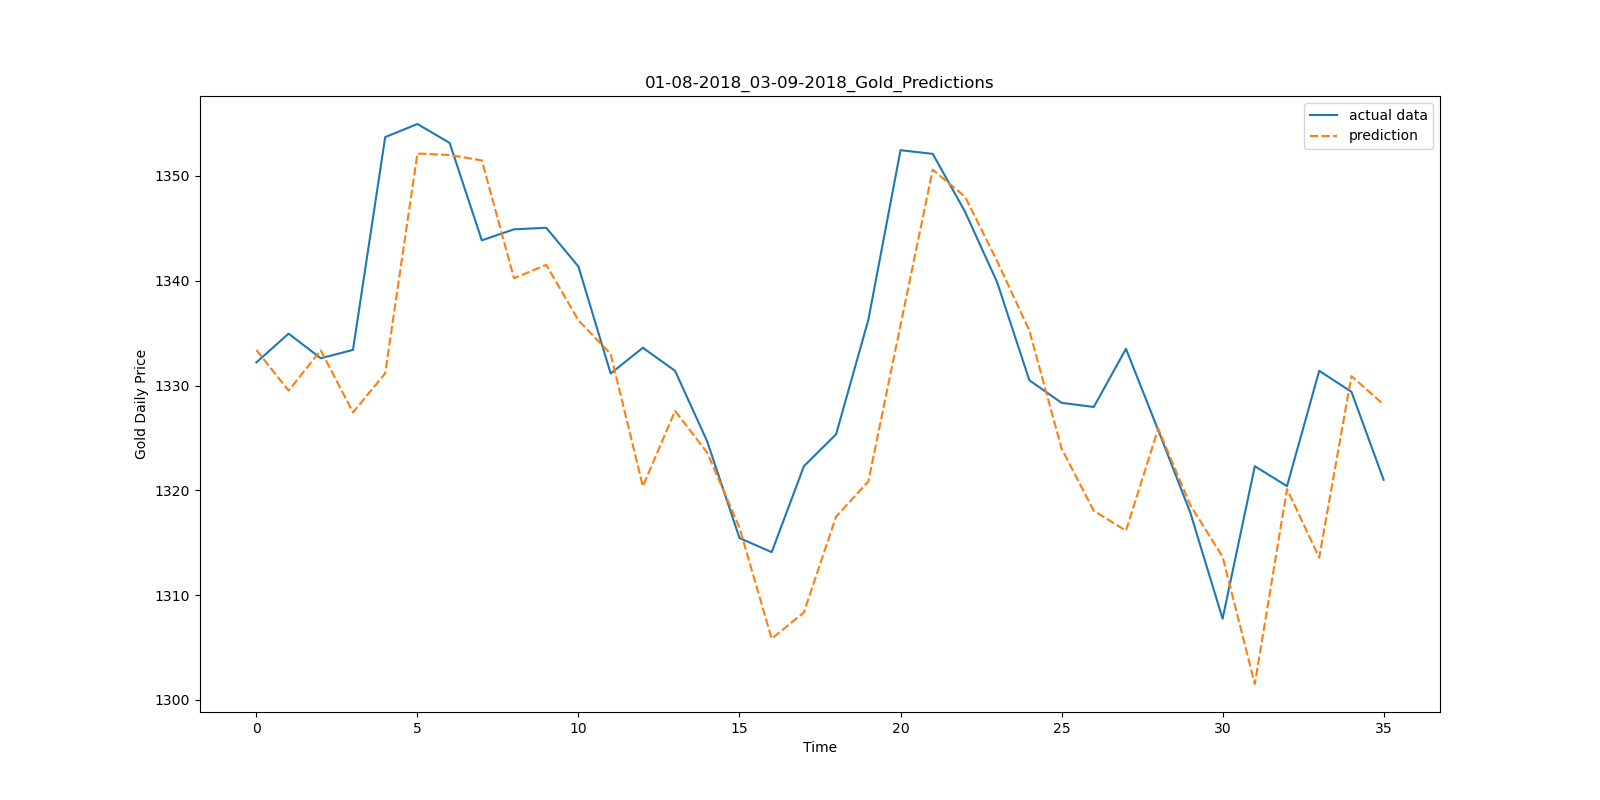 01-08-2018_03-09-2018_Gold_Predictions
actual data
prediction
Gold Daily Price
1350
1340
1330
1320
1310
1300
0 5 10 15 20 25 30 35
Time